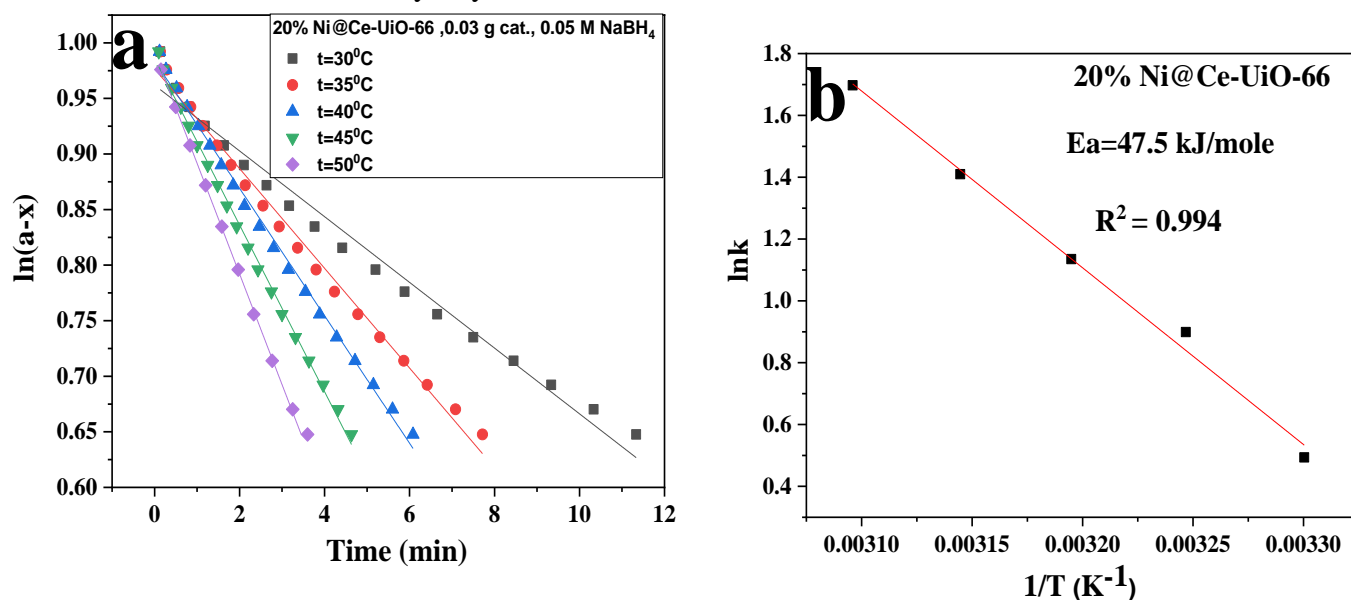 a
20% Ni@Ce-UiO-66 ,0.03 g cat., 0.05 M NaBH₄
t=30⁰C
t=35⁰C
t=40⁰C
t=45⁰C
t=50⁰C
ln(a-x)
1.00
0.95
0.90
0.85
0.80
0.75
0.70
0.65
0.60
0 2 4 6 8 10 12
Time (min)
b
20% Ni@Ce-UiO-66
Ea=47.5 kJ/mole
R² = 0.994
lnk
1.8
1.6
1.4
1.2
1.0
0.8
0.6
0.4
0.00310 0.00315 0.00320 0.00325 0.00330
1/T (K⁻¹)